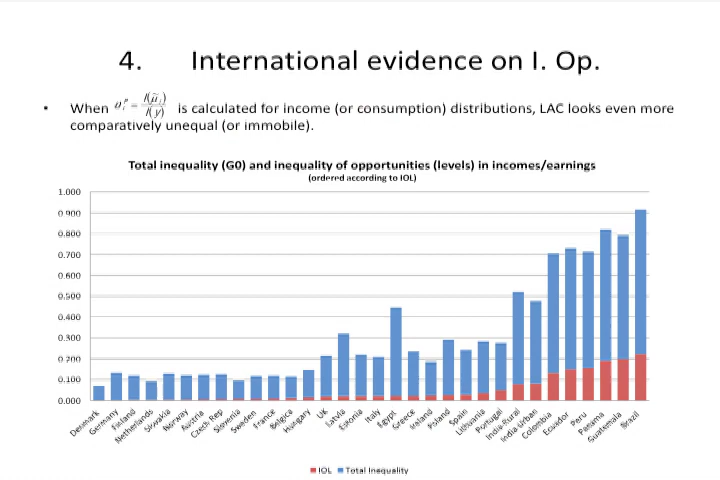 4. International evidence on I. Op.
• When is calculated for income (or consumption) distributions, LAC looks even more
comparatively unequal (or immobile).
Total inequality (G0) and inequality of opportunities (levels) in incomes/earnings
(ordered according to IOL)
1.000
0.900
0.800
0.700
0.600
0.500
0.400
0.300
0.200
0.100
0.000
Denmark
Germany
Finland
Netherlands
Slovakia
Norway
Austria
Czech Rep
Slovenia
Sweden
France
Belgica
Hungary
UK
Latvia
Estonia
Italy
Egypt
Greece
Ireland
Poland
Spain
Lithuania
Portugal
India-Rural
India-Urban
Colombia
Ecuador
Peru
Panama
Guatemala
Brazil
IOL Total Inequality